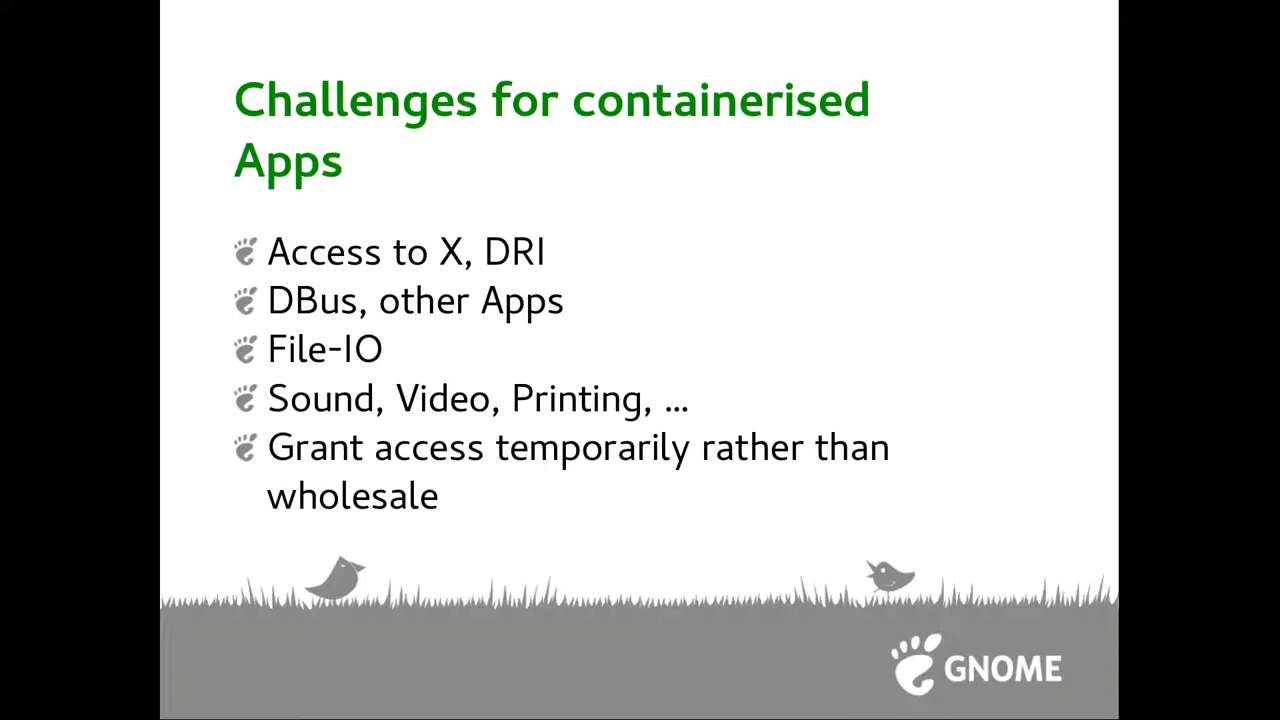 Challenges for containerised
Apps
Access to X, DRI
DBus, other Apps
File-IO
Sound, Video, Printing, ...
Grant access temporarily rather than
wholesale
GNOME